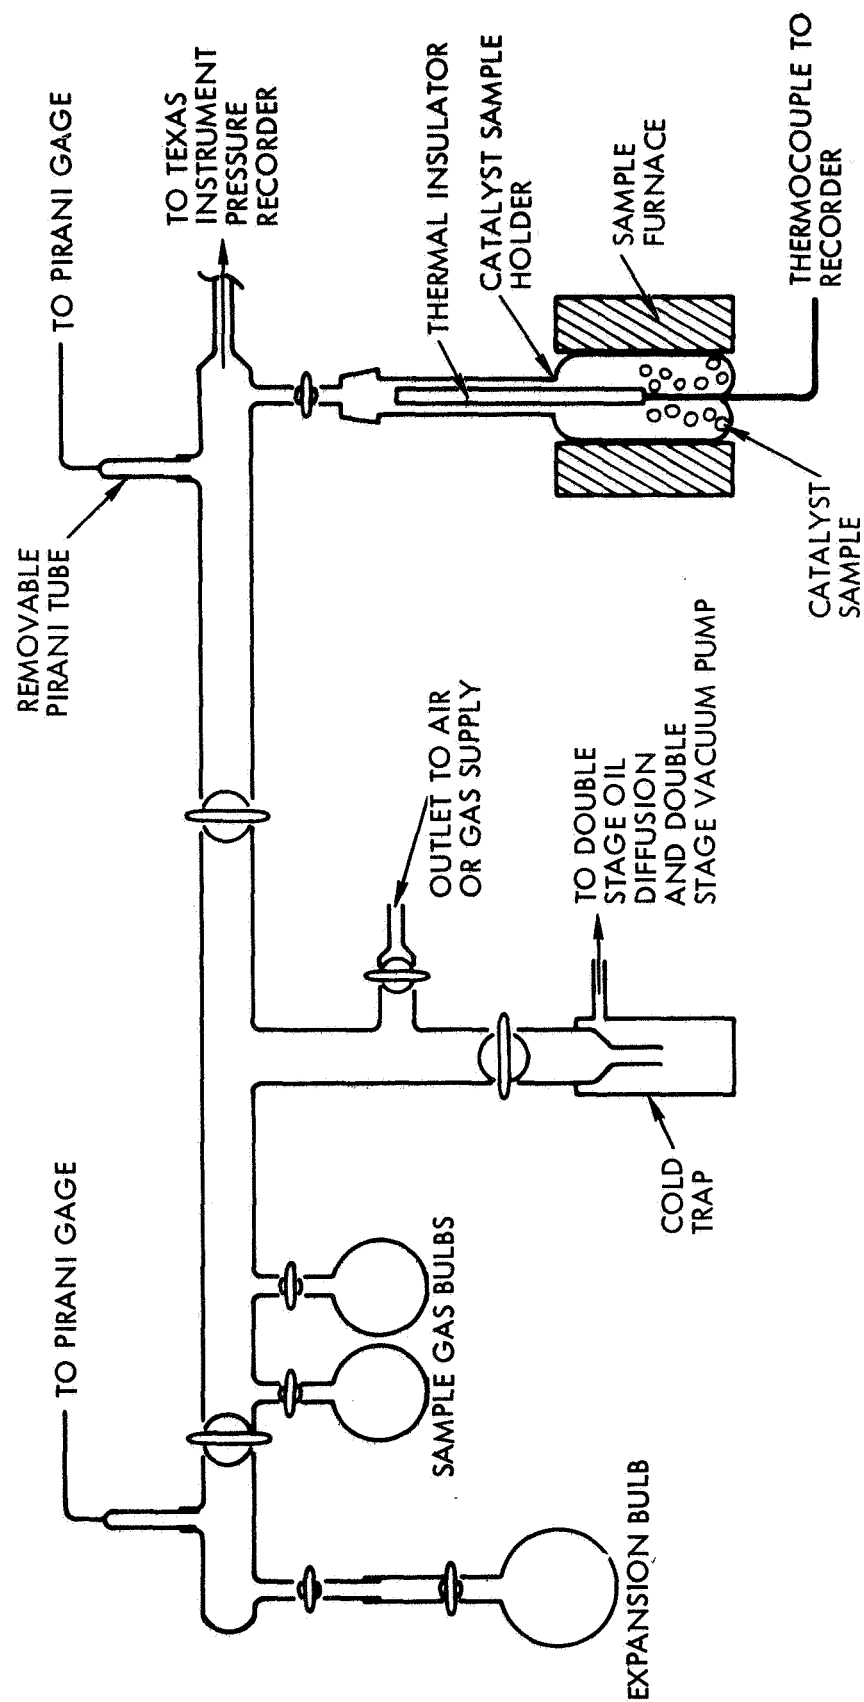 TO PIRANI GAGE
EXPANSION BULB
SAMPLE GAS BULBS
COLD
TRAP
OUTLET TO AIR
OR GAS SUPPLY
TO DOUBLE
STAGE OIL
DIFFUSION
AND DOUBLE
STAGE VACUUM PUMP
REMOVABLE
PIRANI TUBE
TO PIRANI GAGE
TO TEXAS
INSTRUMENT
PRESSURE
RECORDER
THERMAL INSULATOR
CATALYST SAMPLE
HOLDER
SAMPLE
FURNACE
THERMOCOUPLE TO
RECORDER
CATALYST
SAMPLE